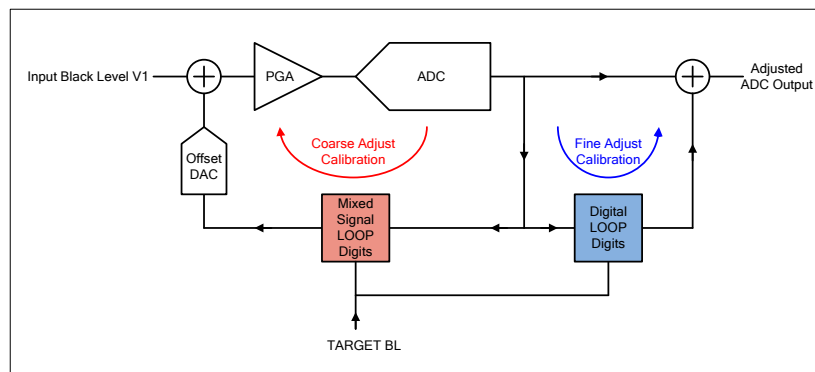 Input Black Level V1
PGA
ADC
Adjusted
ADC Output
Coarse Adjust
Calibration
Fine Adjust
Calibration
Offset
DAC
Mixed
Signal
LOOP
Digits
Digital
LOOP
Digits
TARGET BL